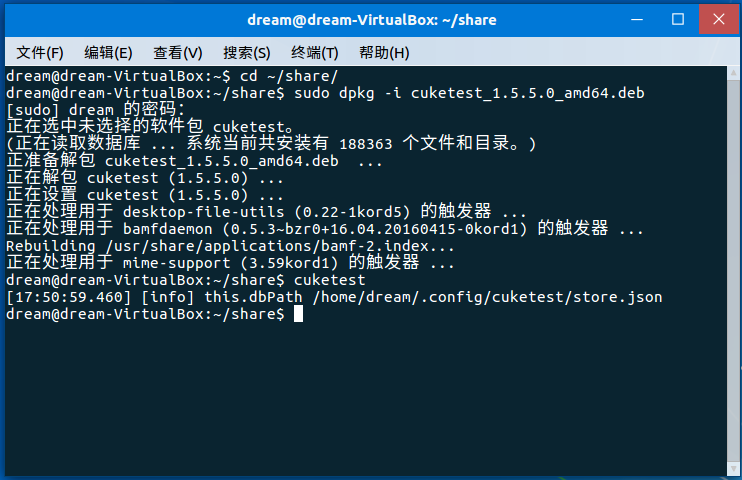 dream@dream-VirtualBox: ~/share
文件(F) 编辑(E) 查看(V) 搜索(S) 终端(T) 帮助(H)
dream@dream-VirtualBox:~$ cd ~/share/
dream@dream-VirtualBox:~/share$ sudo dpkg -i cuketest_1.5.5.0_amd64.deb
[sudo] dream 的密码：
正在选中未选择的软件包 cuketest。
(正在读取数据库 ... 系统当前共安装有 188363 个文件和目录。)
正准备解包 cuketest_1.5.5.0_amd64.deb  ...
正在解包 cuketest (1.5.5.0) ...
正在设置 cuketest (1.5.5.0) ...
正在处理用于 desktop-file-utils (0.22-1kord5) 的触发器 ...
正在处理用于 bamfdaemon (0.5.3~bzr0+16.04.20160415-0kord1) 的触发器 ...
Rebuilding /usr/share/applications/bamf-2.index...
正在处理用于 mime-support (3.59kord1) 的触发器 ...
dream@dream-VirtualBox:~/share$ cuketest
[17:50:59.460] [info] this.dbPath /home/dream/.config/cuketest/store.json
dream@dream-VirtualBox:~/share$